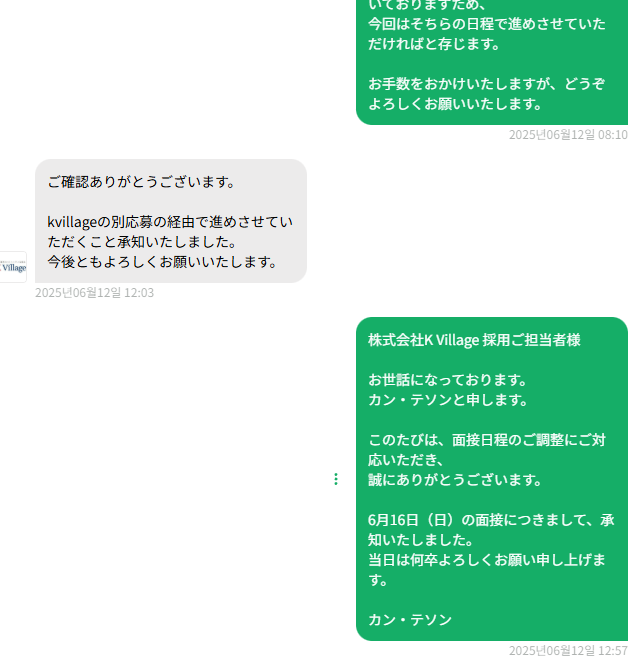 いておりますため、
今回はそちらの日程で進めさせていた
だければと存じます。
お手数をおかけいたしますが、どうぞ
よろしくお願いいたします。
2025년06월12일 08:10
ご確認ありがとうございます。
kvillageの別応募の経由で進めさせてい
ただくこと承知いたしました。
今後ともよろしくお願いいたします。
Village
2025년06월12일 12:03
株式会社K Village 採用ご担当者様
お世話になっております。
カン・テソンと申します。
このたびは、面接日程のご調整にご対
応いただき、
誠にありがとうございます。
6月16日（日）の面接につきまして、承
知いたしました。
当日は何卒よろしくお願い申し上げま
す。
カン・テソン
2025년06월12일 12:57